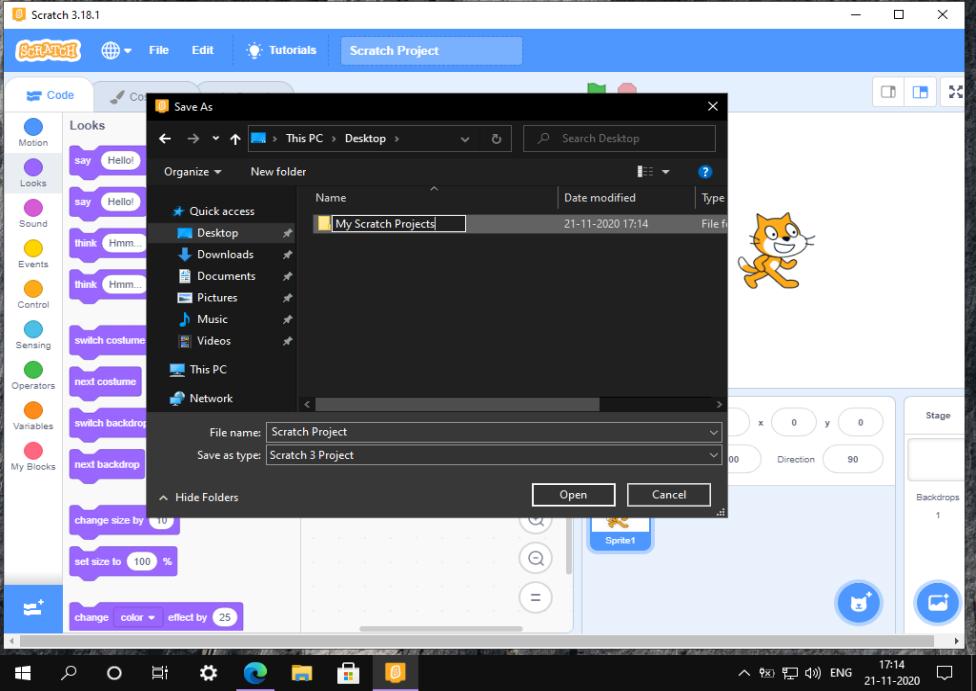 Scratch 3.18.1
SCRATCH File Edit Tutorials Scratch Project
Code
Motion
Looks
Sound
Events
Control
Sensing
Operators
Variables
My Blocks
Looks
say Hello!
say Hello!
think Hmm...
think Hmm...
switch costume
next costume
switch backdrop
next backdrop
change size by 10
set size to 100 %
change color effect by 25
Save As
This PC > Desktop >
Search Desktop
Organize New folder
Quick access
Desktop
Downloads
Documents
Pictures
Music
Videos
This PC
Network
Name Date modified Type
My Scratch Projects 21-11-2020 17:14 File f
File name: Scratch Project
Save as type: Scratch 3 Project
Hide Folders Open Cancel
x 0 y 0
00 Direction 90
Sprite1
Stage
Backdrops
1
ENG
17:14
21-11-2020